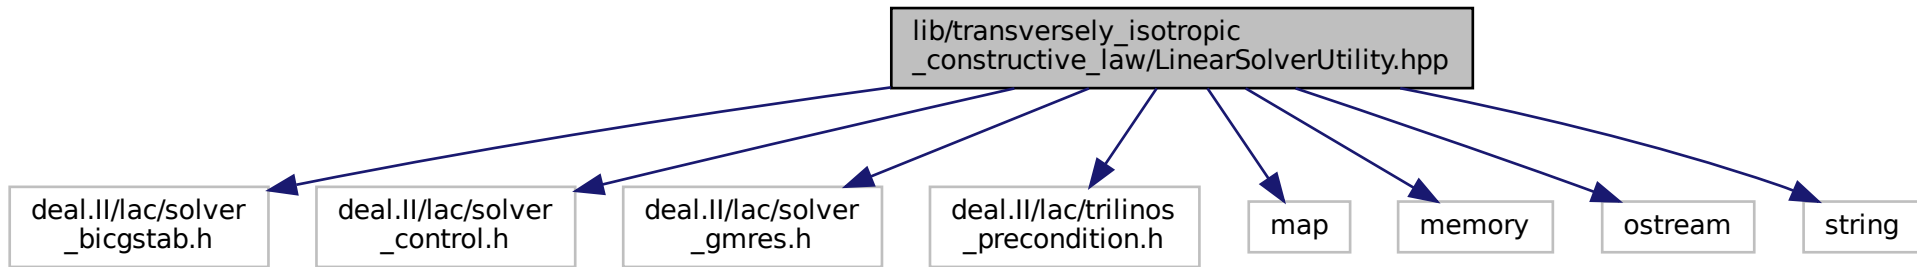 lib/transversely_isotropic
_constructive_law/LinearSolverUtility.hpp
deal.II/lac/solver
_bicgstab.h
deal.II/lac/solver
_control.h
deal.II/lac/solver
_gmres.h
deal.II/lac/trilinos
_precondition.h
map
memory
ostream
string